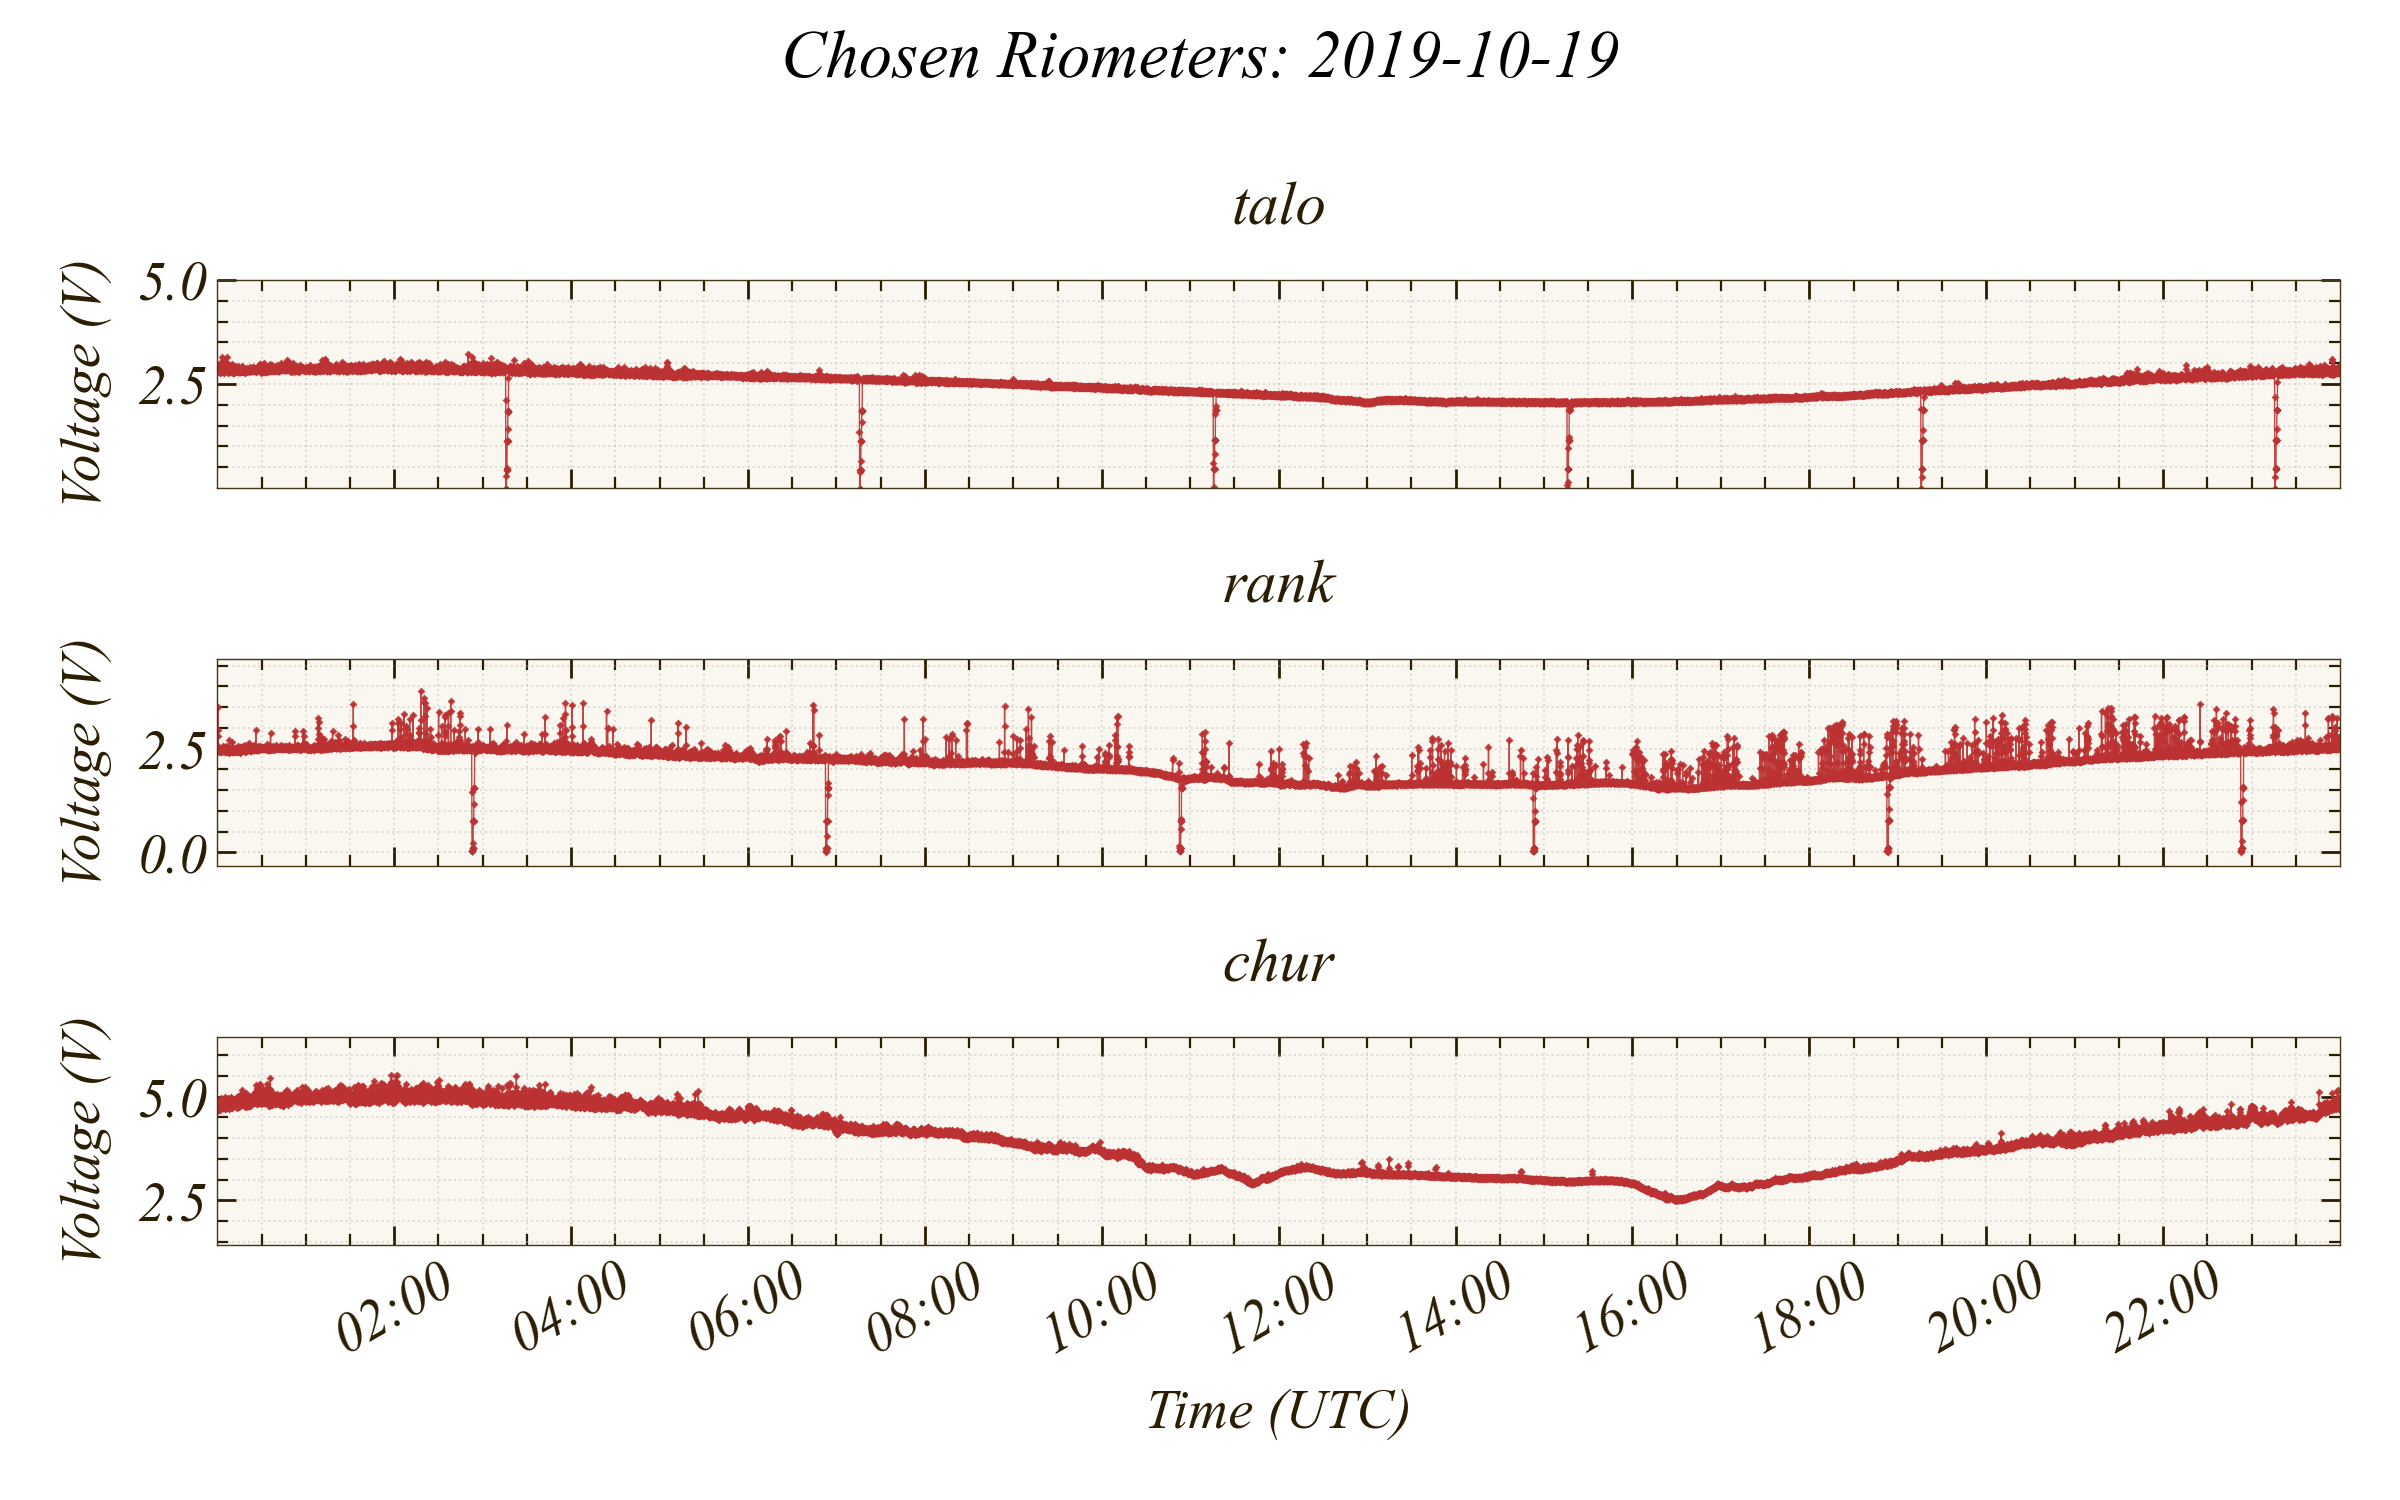 Chosen Riometers: 2019-10-19
talo
Voltage (V)
5.0
2.5
rank
Voltage (V)
2.5
0.0
chur
Voltage (V)
5.0
2.5
02:00 04:00 06:00 08:00 10:00 12:00 14:00 16:00 18:00 20:00 22:00
Time (UTC)